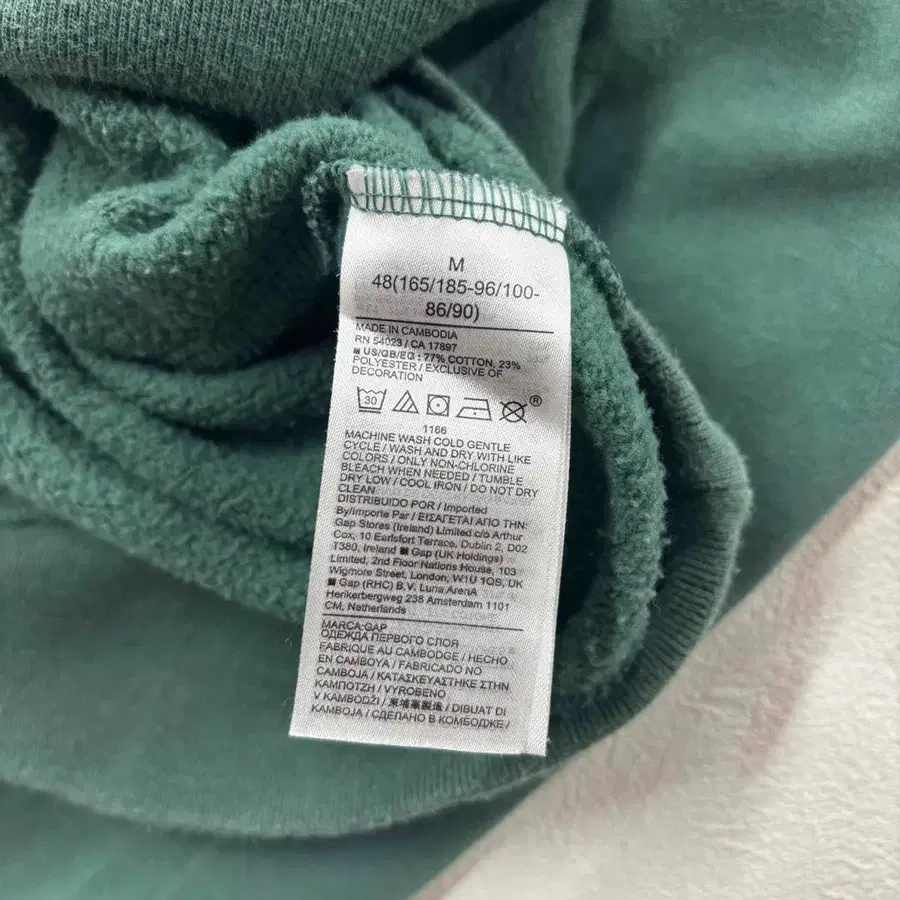 M
48(165/185-96/100-
86/90)
MADE IN CAMBODIA
RN 54023 / CA 17897
■ US/GB/EG : 77% COTTON, 23%
POLYESTER / EXCLUSIVE OF
DECORATION
30 ®
1166
MACHINE WASH COLD GENTLE
CYCLE / WASH AND DRY WITH LIKE
COLORS / ONLY NON-CHLORINE
BLEACH WHEN NEEDED / TUMBLE
DRY LOW / COOL IRON / DO NOT DRY
CLEAN
DISTRIBUIDO POR / Imported
By/Importe Par / ΕΙΣΑΓΕΤΑΙ ΑΠΟ ΤΗΝ:
Gap Stores (Ireland) Limited c/o Arthur
Cox, 10 Earlsfort Terrace, Dublin 2, D02
T380, Ireland ■ Gap (UK Holdings)
Limited, 2nd Floor Nations House, 103
Wigmore Street, London, W1U 1QS, UK
■ Gap (RHC) B.V. Luna ArenA
Herikerbergweg 238 Amsterdam 1101
CM, Netherlands
MARCA:GAP
ОДЕЖДА ПЕРВОГО СЛОЯ
FABRIQUE AU CAMBODGE / HECHO
EN CAMBOYA / FABRICADO NO
CAMBOJA / ΚΑΤΑΣΚΕΥΑΣΤΗΚΕ ΣΤΗΝ
ΚΑΜΠΟΤΖΗ / VYROBENO
V KAMBODŽI / 柬埔寨製造 / DIBUAT DI
KAMBOJA / СДЕЛАНО В КОМБОДЖЕ /